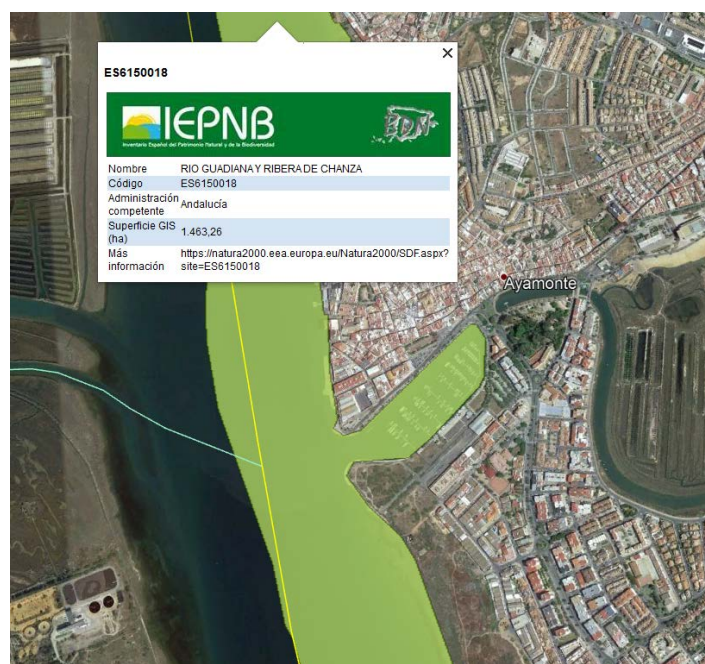 ES6150018
IEPNB
Inventario Español del Patrimonio Natural y de la Biodiversidad
EDN
Nombre RIO GUADIANA Y RIBERA DE CHANZA
Código ES6150018
Administración
competente Andalucía
Superficie GIS
(ha) 1.463,26
Más https://natura2000.eea.europa.eu/Natura2000/SDF.aspx?
información site=ES6150018
Ayamonte